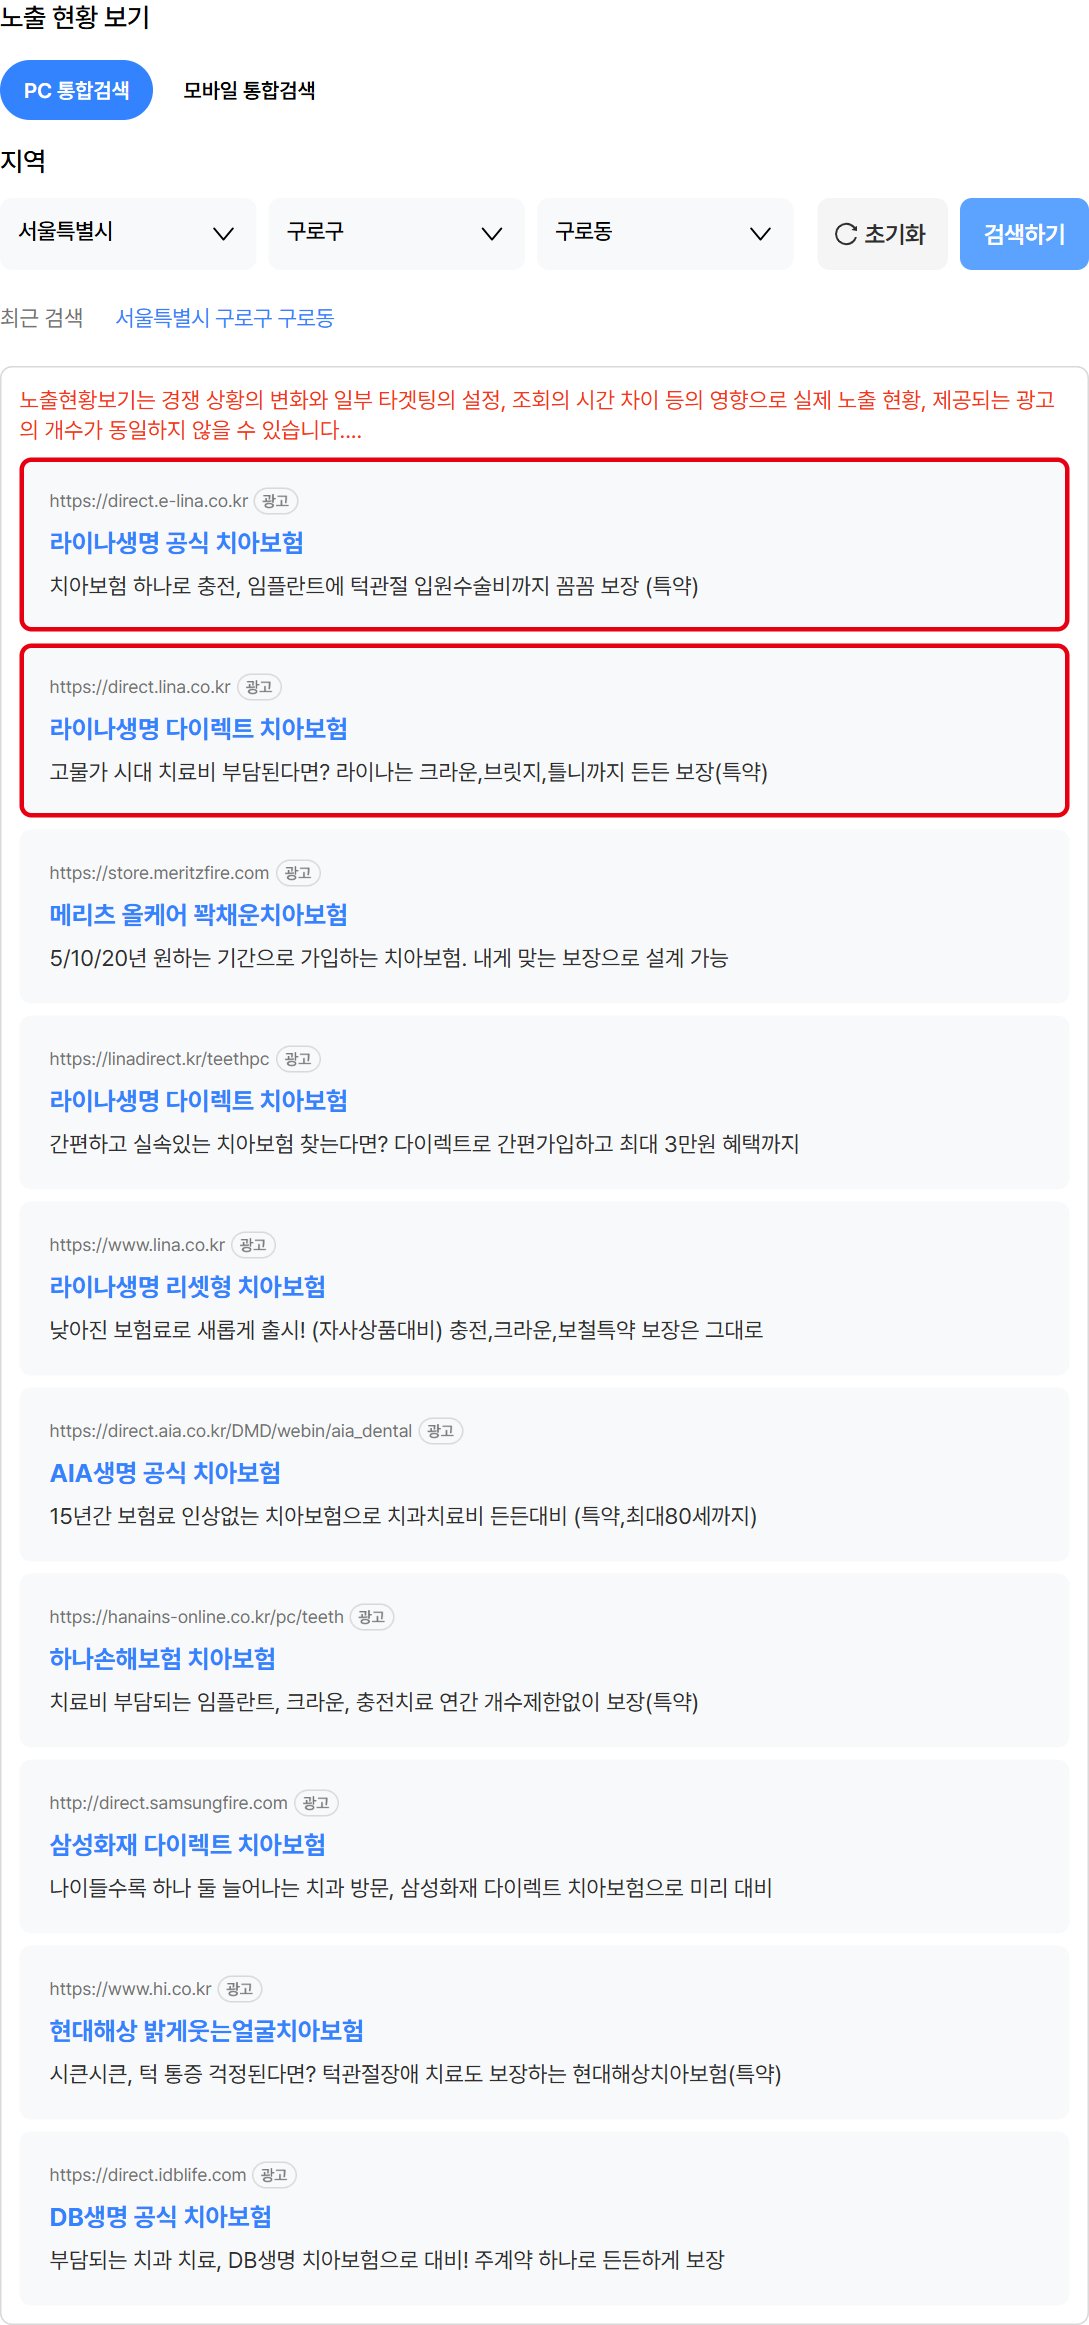 노출 현황 보기
PC 통합검색 모바일 통합검색
지역
서울특별시 구로구 구로동 초기화 검색하기
최근 검색 서울특별시 구로구 구로동
노출현황보기는 경쟁 상황의 변화와 일부 타겟팅의 설정, 조회의 시간 차이 등의 영향으로 실제 노출 현황, 제공되는 광고
의 개수가 동일하지 않을 수 있습니다....
https://direct.e-lina.co.kr 광고
라이나생명 공식 치아보험
치아보험 하나로 충전, 임플란트에 턱관절 입원수술비까지 꼼꼼 보장 (특약)
https://direct.lina.co.kr 광고
라이나생명 다이렉트 치아보험
고물가 시대 치료비 부담된다면? 라이나는 크라운,브릿지,틀니까지 든든 보장(특약)
https://store.meritzfire.com 광고
메리츠 올케어 꽉채운치아보험
5/10/20년 원하는 기간으로 가입하는 치아보험. 내게 맞는 보장으로 설계 가능
https://linadirect.kr/teethpc 광고
라이나생명 다이렉트 치아보험
간편하고 실속있는 치아보험 찾는다면? 다이렉트로 간편가입하고 최대 3만원 혜택까지
https://www.lina.co.kr 광고
라이나생명 리셋형 치아보험
낮아진 보험료로 새롭게 출시! (자사상품대비) 충전,크라운,보철특약 보장은 그대로
https://direct.aia.co.kr/DMD/webin/aia_dental 광고
AIA생명 공식 치아보험
15년간 보험료 인상없는 치아보험으로 치과치료비 든든대비 (특약,최대80세까지)
https://hanains-online.co.kr/pc/teeth 광고
하나손해보험 치아보험
치료비 부담되는 임플란트, 크라운, 충전치료 연간 개수제한없이 보장(특약)
http://direct.samsungfire.com 광고
삼성화재 다이렉트 치아보험
나이들수록 하나 둘 늘어나는 치과 방문, 삼성화재 다이렉트 치아보험으로 미리 대비
https://www.hi.co.kr 광고
현대해상 밝게웃는얼굴치아보험
시큰시큰, 턱 통증 걱정된다면? 턱관절장애 치료도 보장하는 현대해상치아보험(특약)
https://direct.idblife.com 광고
DB생명 공식 치아보험
부담되는 치과 치료, DB생명 치아보험으로 대비! 주계약 하나로 든든하게 보장